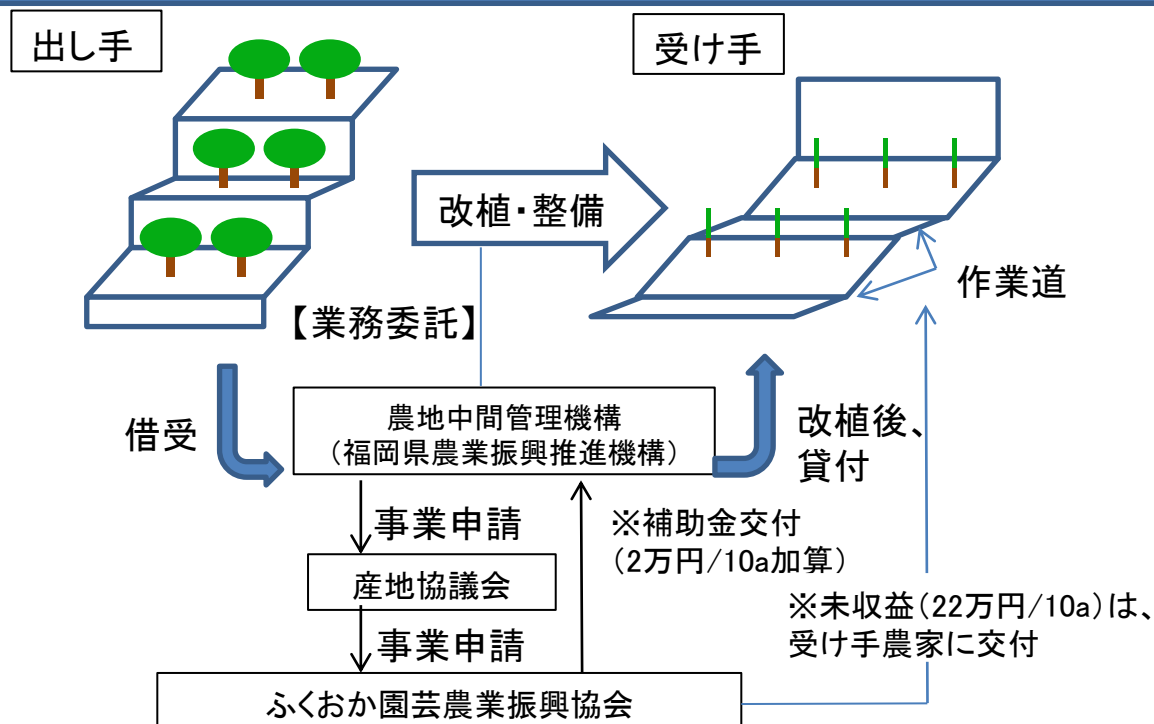 出し手
受け手
改植・整備
作業道
【業務委託】
農地中間管理機構
（福岡県農業振興推進機構）
借受
改植後、
貸付
事業申請
※補助金交付
（2万円/10a加算）
産地協議会
※未収益（22万円/10a）は、
受け手農家に交付
事業申請
ふくおか園芸農業振興協会